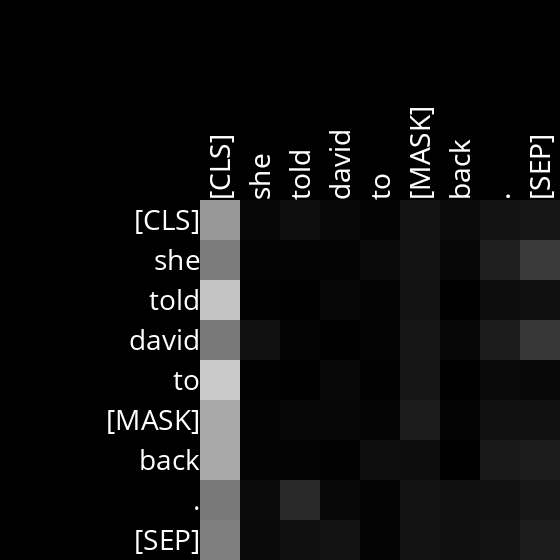 [CLS] she told david to [MASK] back . [SEP]
[CLS]
she
told
david
to
[MASK]
back
.
[SEP]